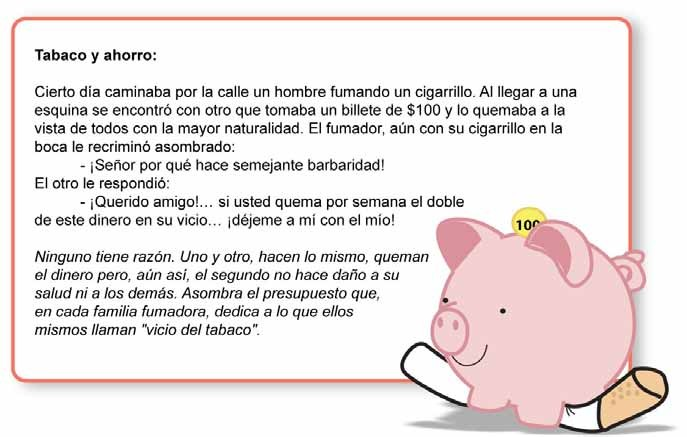 Tabaco y ahorro:
Cierto día caminaba por la calle un hombre fumando un cigarrillo. Al llegar a una
esquina se encontró con otro que tomaba un billete de $100 y lo quemaba a la
vista de todos con la mayor naturalidad. El fumador, aún con su cigarrillo en la
boca le recriminó asombrado:
- ¡Señor por qué hace semejante barbaridad!
El otro le respondió:
- ¡Querido amigo!… si usted quema por semana el doble
de este dinero en su vicio… ¡déjeme a mí con el mío!
Ninguno tiene razón. Uno y otro, hacen lo mismo, queman
el dinero pero, aún así, el segundo no hace daño a su
salud ni a los demás. Asombra el presupuesto que,
en cada familia fumadora, dedica a lo que ellos
mismos llaman "vicio del tabaco".
100